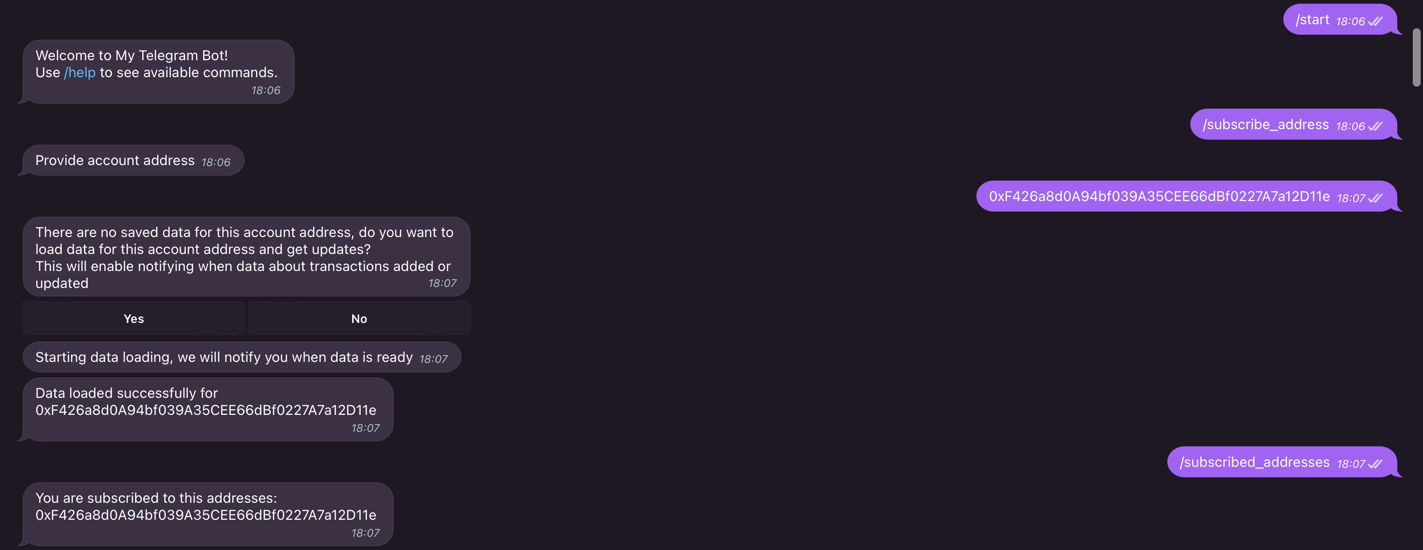 /start 18:06
Welcome to My Telegram Bot!
Use /help to see available commands.
18:06
/subscribe_address 18:06
Provide account address 18:06
0xF426a8d0A94bf039A35CEE66dBf0227A7a12D11e 18:07
There are no saved data for this account address, do you want to
load data for this account address and get updates?
This will enable notifying when data about transactions added or
updated 18:07
Yes No
Starting data loading, we will notify you when data is ready 18:07
Data loaded successfully for
0xF426a8d0A94bf039A35CEE66dBf0227A7a12D11e
18:07
/subscribed_addresses 18:07
You are subscribed to this addresses:
0xF426a8d0A94bf039A35CEE66dBf0227A7a12D11e
18:07